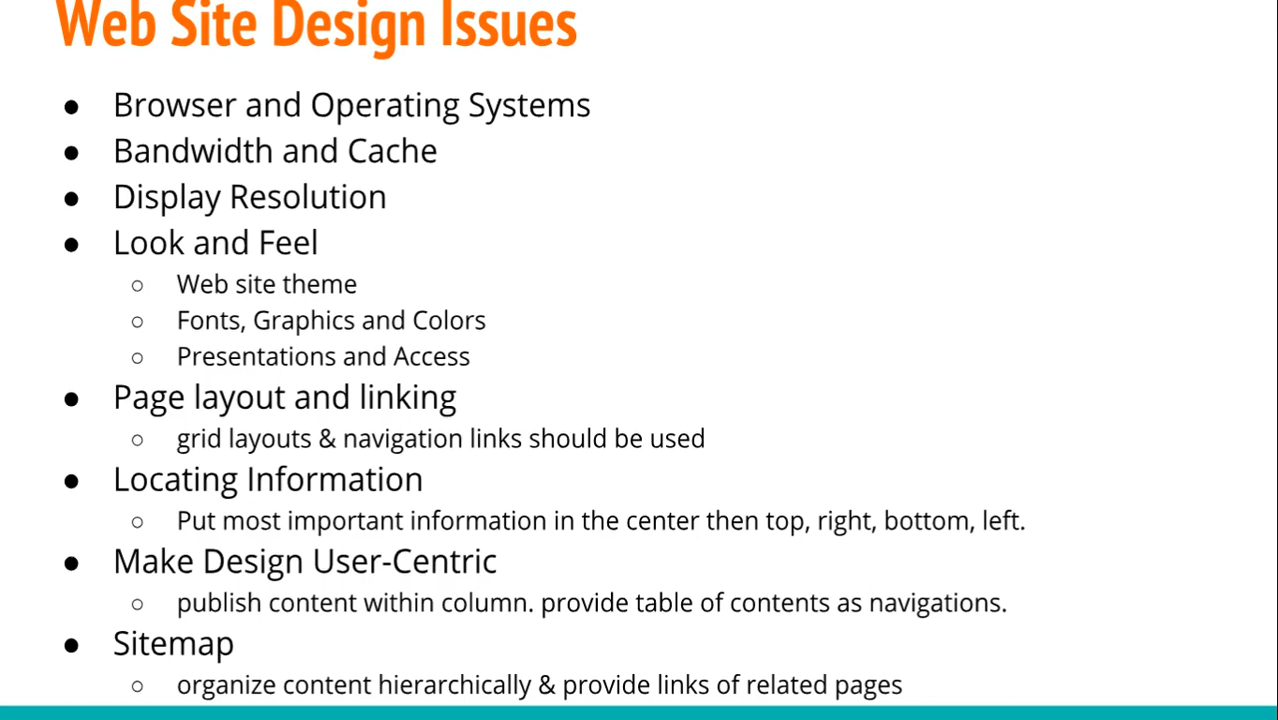 Web Site Design Issues
● Browser and Operating Systems
● Bandwidth and Cache
● Display Resolution
● Look and Feel
○ Web site theme
○ Fonts, Graphics and Colors
○ Presentations and Access
● Page layout and linking
○ grid layouts & navigation links should be used
● Locating Information
○ Put most important information in the center then top, right, bottom, left.
● Make Design User-Centric
○ publish content within column. provide table of contents as navigations.
● Sitemap
○ organize content hierarchically & provide links of related pages